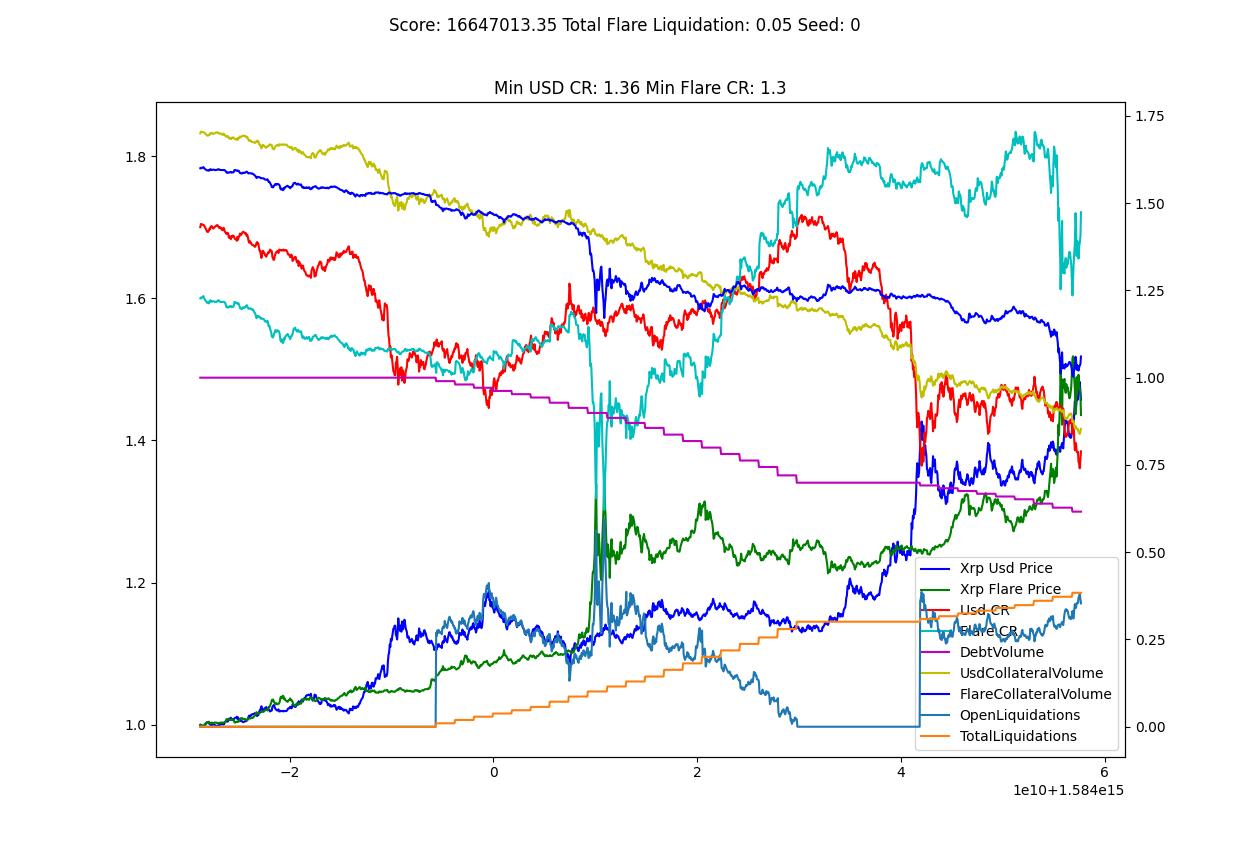 Score: 16647013.35 Total Flare Liquidation: 0.05 Seed: 0
Min USD CR: 1.36 Min Flare CR: 1.3
1.8
1.6
1.4
1.2
1.0
1.75
1.50
1.25
1.00
0.75
0.50
0.25
0.00
Xrp Usd Price
Xrp Flare Price
Usd CR
Flare CR
DebtVolume
UsdCollateralVolume
FlareCollateralVolume
OpenLiquidations
TotalLiquidations
−2
0
2
4
6
1e10+1.584e15